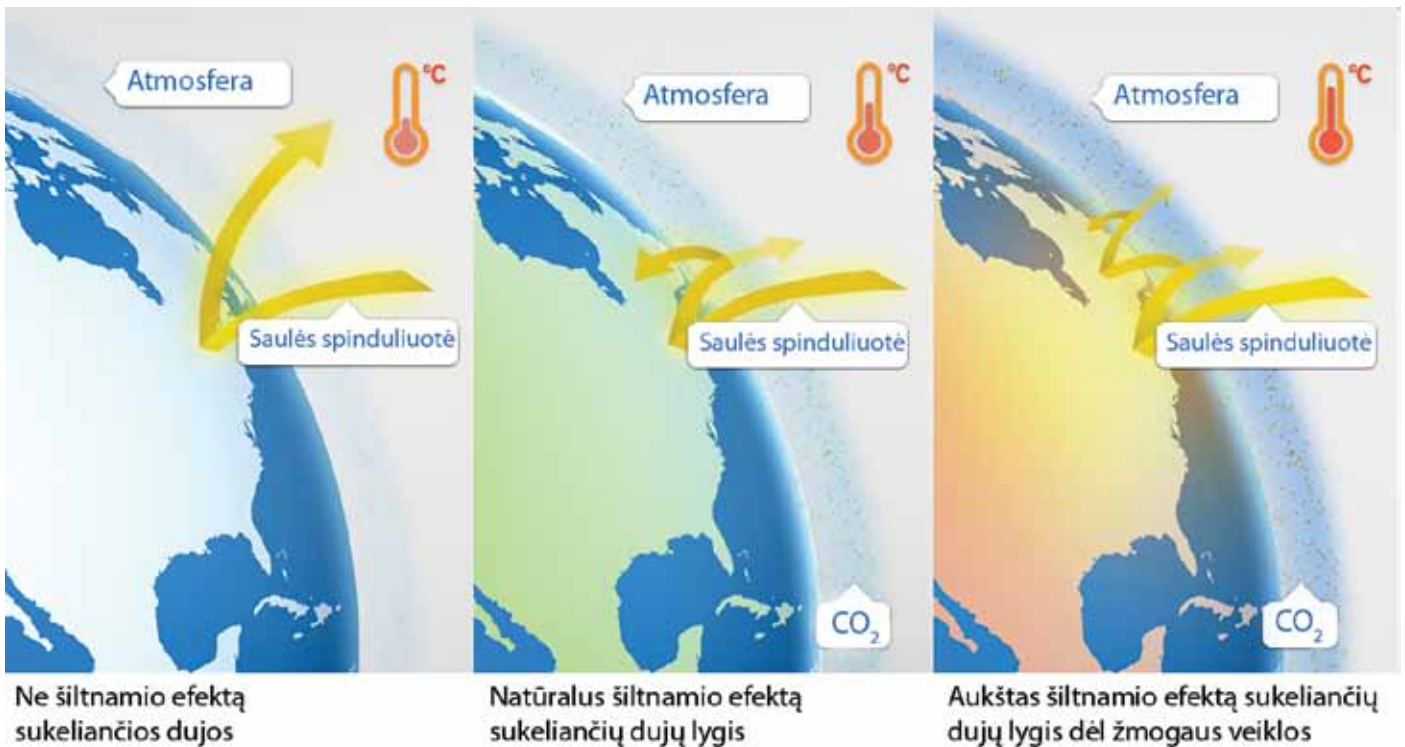 Atmosfera
°C
Saulės spinduliuotė
Ne šiltnamio efektą
sukeliančios dujos
Atmosfera
°C
Saulės spinduliuotė
CO₂
Natūralus šiltnamio efektą
sukeliančių dujų lygis
Atmosfera
°C
Saulės spinduliuotė
CO₂
Aukštas šiltnamio efektą sukeliančių
dujų lygis dėl žmogaus veiklos